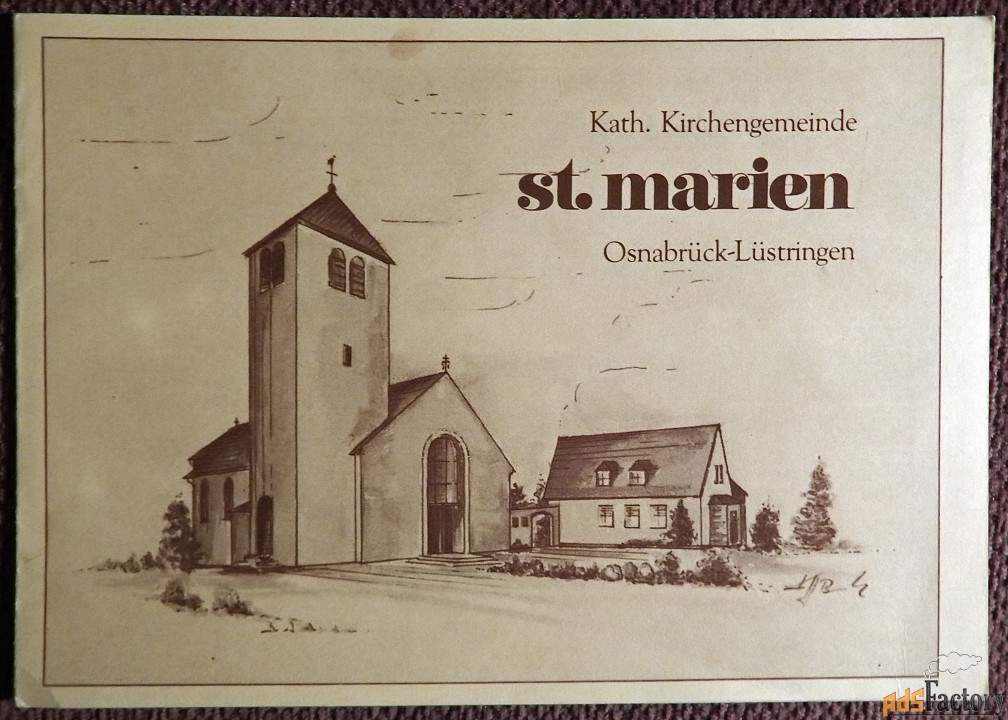 Kath. Kirchengemeinde
st. marien
Osnabrück-Lüstringen
AdsFactory